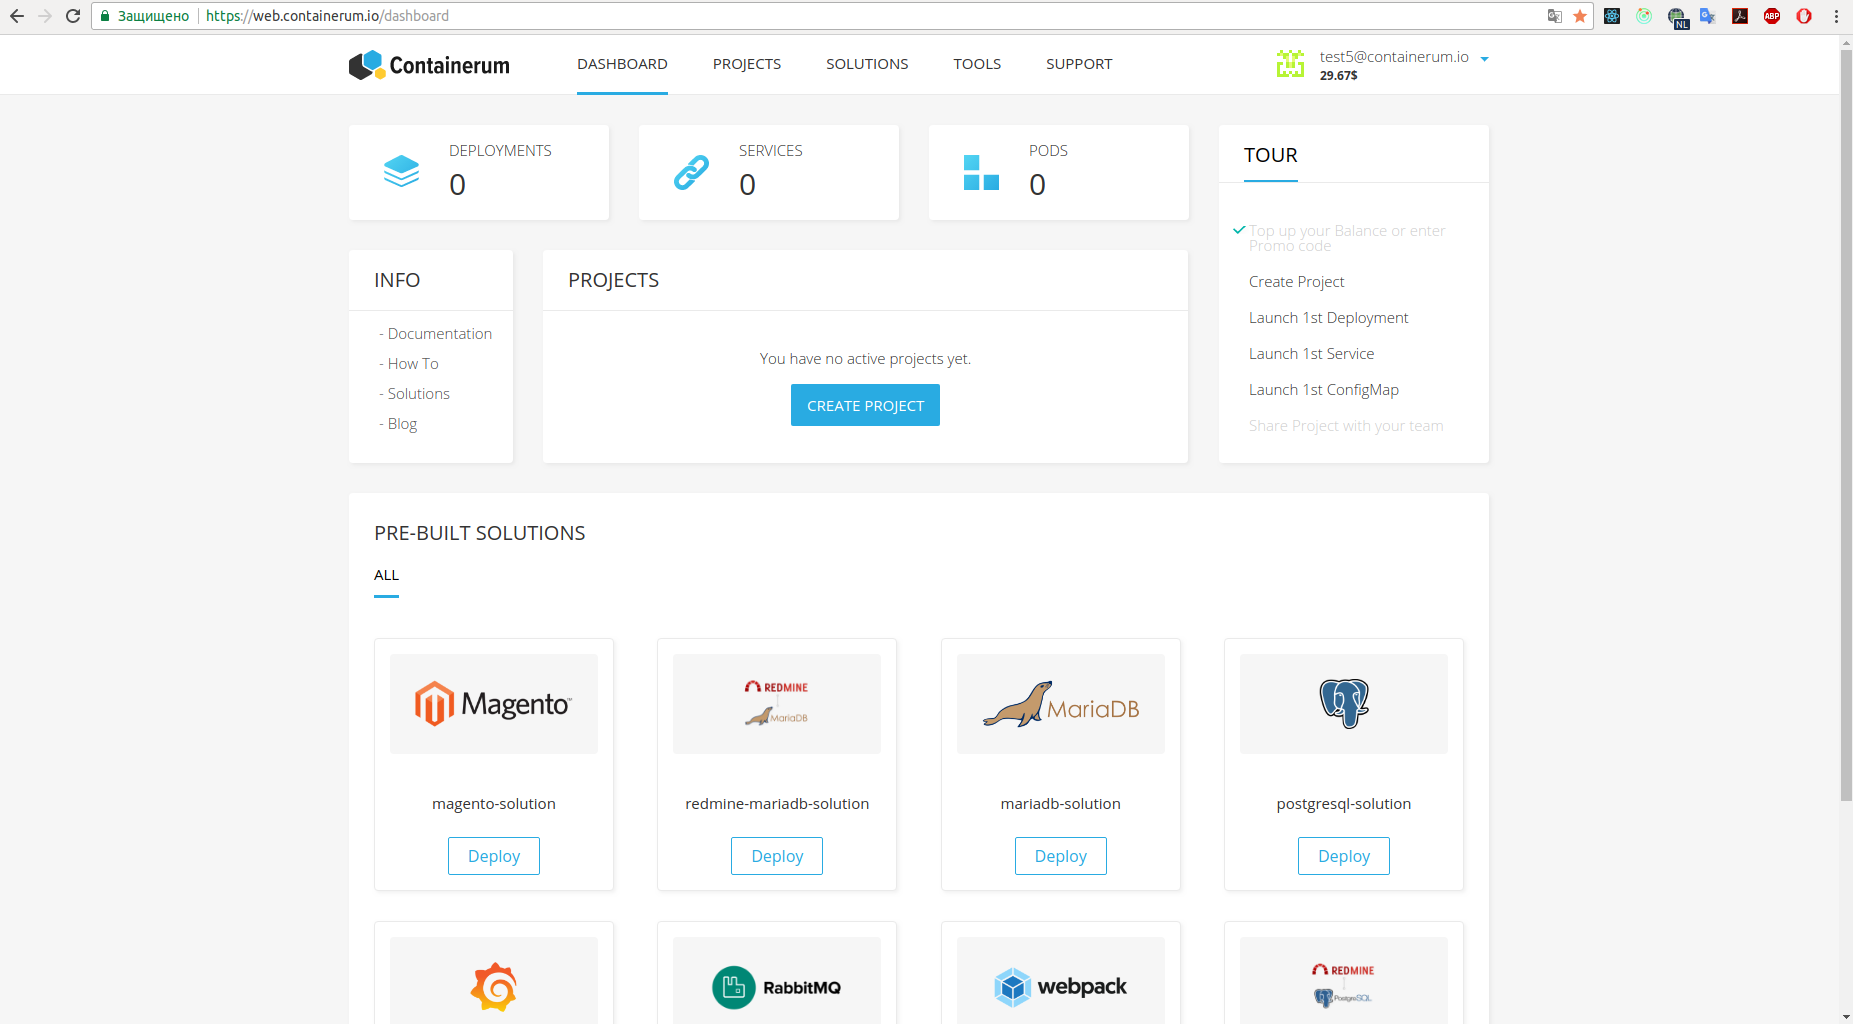 Защищено https://web.containerum.io/dashboard
NL
ABP
Containerum
DASHBOARD PROJECTS SOLUTIONS TOOLS SUPPORT
test5@containerum.io
29.67$
DEPLOYMENTS
0
SERVICES
0
PODS
0
TOUR
Top up your Balance or enter
Promo code
Create Project
Launch 1st Deployment
Launch 1st Service
Launch 1st ConfigMap
Share Project with your team
INFO
- Documentation
- How To
- Solutions
- Blog
PROJECTS
You have no active projects yet.
CREATE PROJECT
PRE-BUILT SOLUTIONS
ALL
Magento™
magento-solution
Deploy
REDMINE
MariaDB
redmine-mariadb-solution
Deploy
MariaDB
mariadb-solution
Deploy
postgresql-solution
Deploy
RabbitMQ
webpack
REDMINE
PostgreSQL